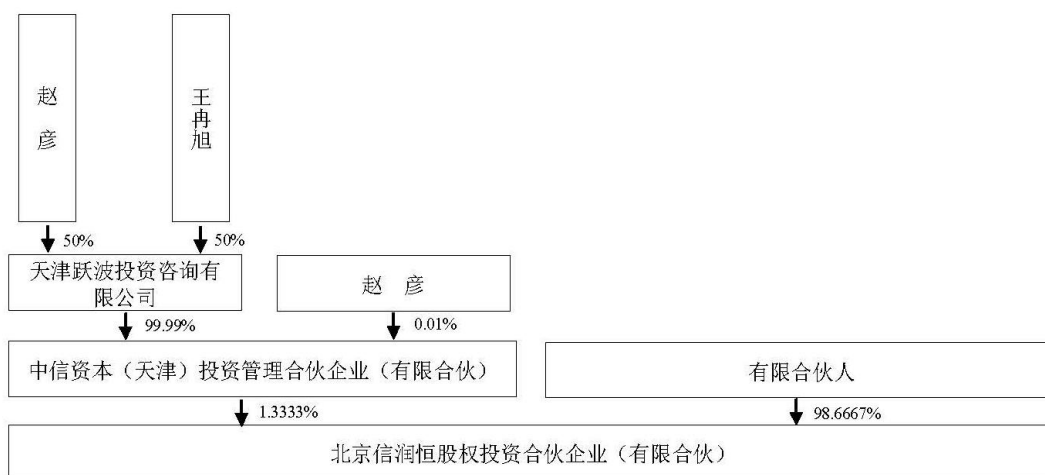 赵彦
王冉旭
50%
50%
天津跃波投资咨询有
限公司
赵　彦
99.99%
0.01%
中信资本（天津）投资管理合伙企业（有限合伙）
有限合伙人
1.3333%
98.6667%
北京信润恒股权投资合伙企业（有限合伙）